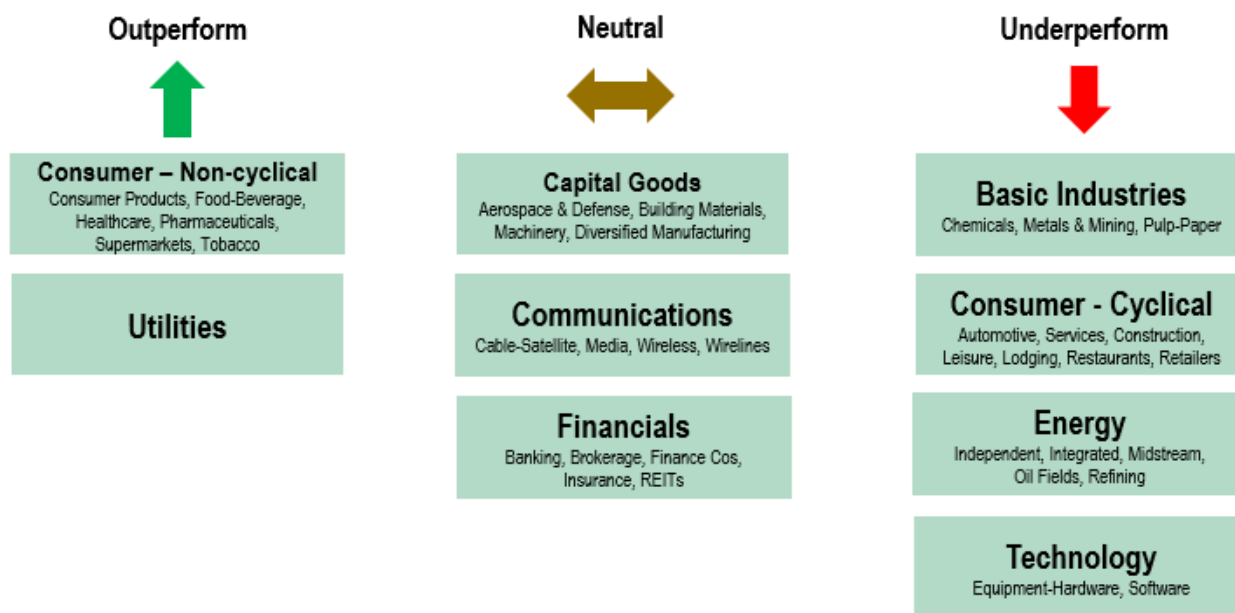 Outperform
Neutral
Underperform
Consumer – Non-cyclical
Consumer Products, Food-Beverage,
Healthcare, Pharmaceuticals,
Supermarkets, Tobacco
Utilities
Capital Goods
Aerospace & Defense, Building Materials,
Machinery, Diversified Manufacturing
Communications
Cable-Satellite, Media, Wireless, Wirelines
Financials
Banking, Brokerage, Finance Cos,
Insurance, REITs
Basic Industries
Chemicals, Metals & Mining, Pulp-Paper
Consumer - Cyclical
Automotive, Services, Construction,
Leisure, Lodging, Restaurants, Retailers
Energy
Independent, Integrated, Midstream,
Oil Fields, Refining
Technology
Equipment-Hardware, Software